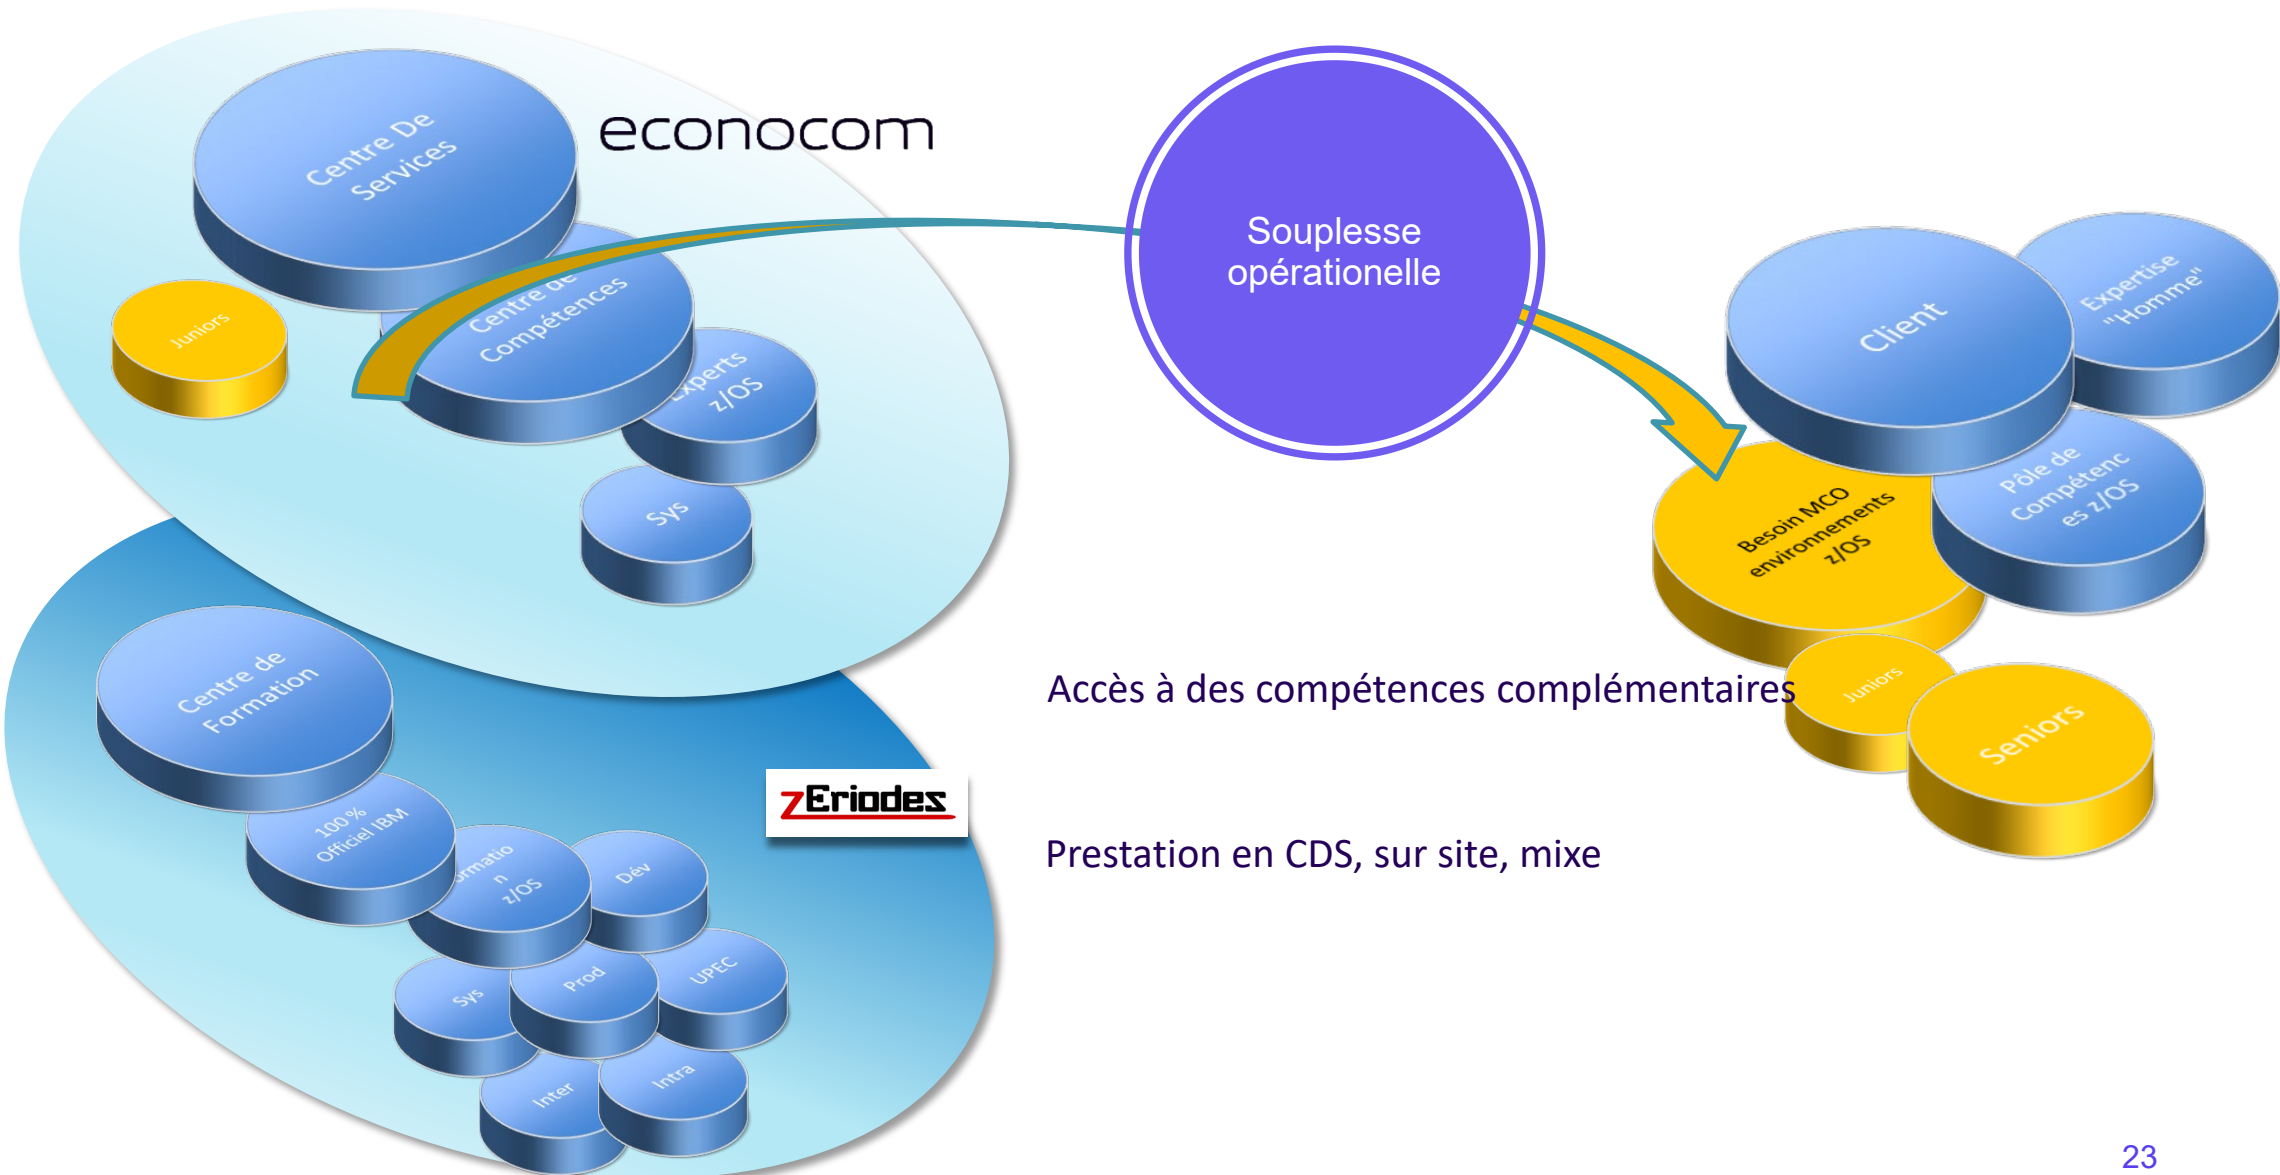 Centre De
Services
econocom
Juniors
Centre de
Compétences
Experts
z/OS
Sys
Souplesse
opérationelle
Client
Expertise
"Homme"
Besoin MCO
environnements
z/OS
Pôle de
Compétenc
es z/OS
Juniors
Seniors
Accès à des compétences complémentaires
Prestation en CDS, sur site, mixe
Centre de
Formation
100 %
Officiel IBM
zEriodes
ormatio
n
z/OS
Dév
Sys
Prod
UPEC
Inter
Intra
23